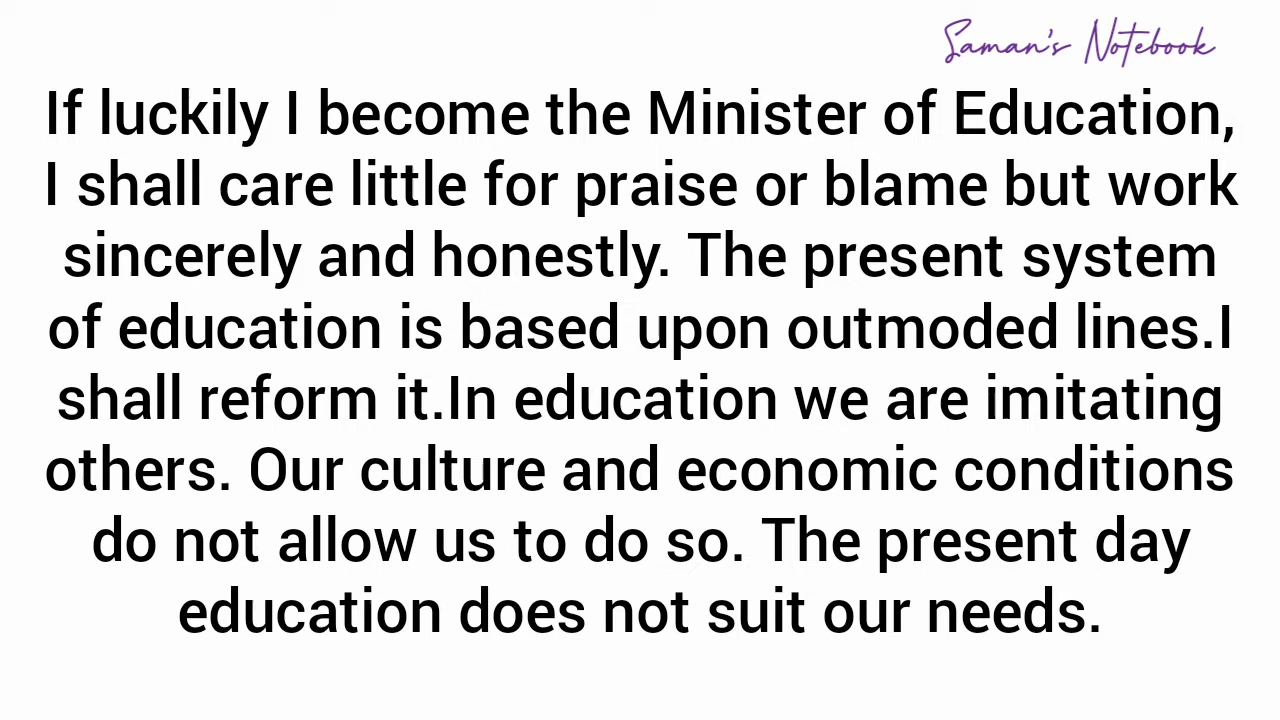 Saman's Notebook
If luckily I become the Minister of Education,
I shall care little for praise or blame but work
sincerely and honestly. The present system
of education is based upon outmoded lines.I
shall reform it.In education we are imitating
others. Our culture and economic conditions
do not allow us to do so. The present day
education does not suit our needs.